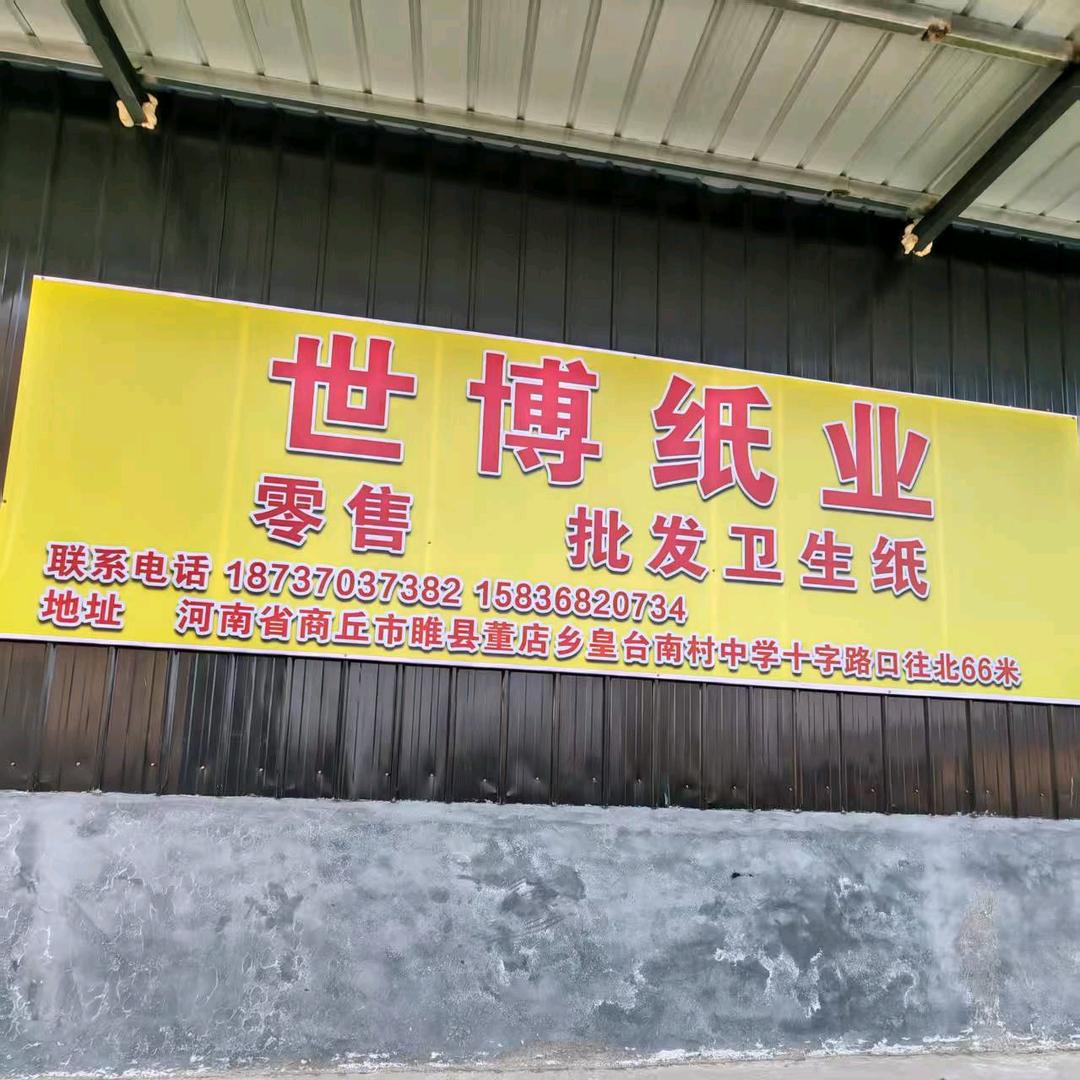 世博纸业
零售 批发卫生纸
联系电话 18737037382 15836820734
地址 河南省商丘市睢县董店乡皇台南村中学十字路口往北66米